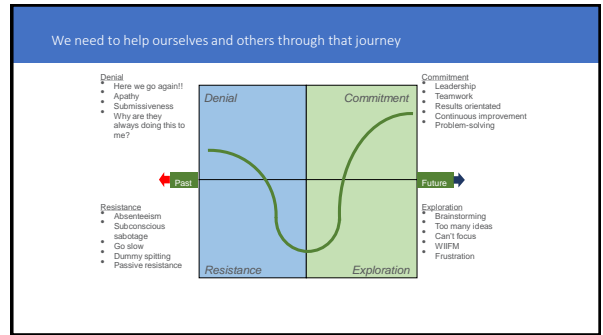 We need to help ourselves and others through that journey
Denial
Here we go again!!
Apathy
Submissiveness
Why are they
always doing this to
me?
Denial
Commitment
Commitment
Leadership
Teamwork
Results orientated
Continuous improvement
Problem-solving
Past
Future
Resistance
Absenteeism
Subconscious
sabotage
Go slow
Dummy spitting
Passive resistance
Resistance
Exploration
Exploration
Brainstorming
Too many ideas
Can't focus
WIIFM
Frustration